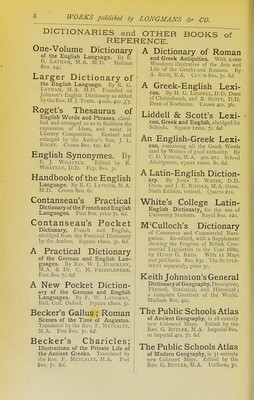 8 WORKS published by LONGMANS & CO.
DICTIONARIES and OTHER BOOKS of
REFERENCE.
One-Volume Dictionary
of the English Language. By R.
G. LATHAM, M.A. M.D. Medium
8vo. 24s.
Larger Dictionary of
the English Language. By R. G.
LATHAM, M.A. M.D. Founded on
Johnson's English Dictionary as edited
by the Rev. H. J. TODD. 4 vols. 4to. £7.
Roget's Thesaurus of
English Words and Phrases, classi-
fied and arranged so as to facilitate the
expression of Ideas, and assist in
Literary Composition. Revised and
enlarged by the Author's Son, J. L.
ROGET. Crown 8vo. 10s. 6d.
English Synonymes. By
E. J. WHATELY. Edited by R.
WHATELY, D.D. Fcp. 8vo. 3s.
Handbook of the English
Language. By R. G. LATHAM, M.A.
M.D. Crown 8vo. 6s.
Contanseau's Practical
Dictionary of the French and English
Languages. Post 8vo. price 7s. 6d.
Contanseau's Pocket
Dictionary, French and English,
abridged from the Practical Dictionary
by the Author. Square 18mo. 3s. 6d.
A Practical Dictionary
of the German and English Lan-
guages. By Rev. W. L. BLACKLEY,
M.A. & Dr. C. M. FRIEDLÄNDER.
Post 8vo. 7s. 6d.
A New Pocket Diction-
ary of the German and English
Languages. By F. W. LONGMAN,
Ball. Coll. Oxford. Square 18mo. 5s.
Becker's Gallus; Roman
Scenes of the Time of Augustus.
Translated by the Rev. F. METCALFE,
M.A. Post 8vo. 7s. 6d.
Becker's Charicles;
Illustrations of the Private Life of
the Ancient Greeks. Translated by
the Rev. F. METCALFE, M.A. Post
8vo. 7s. 6d.
A Dictionary of Roman
and Greek Antiquities. With 2,000
Woodcuts illustrative of the Arts and
Life of the Greeks and Romans. By
A. RICH, B.A. Crown 8vo. 7s. 6d.
A Greek-English Lexi-
con. By H. G. LIDDELL, D.D. Dean
of Christchurch, and R. SCOTT, D.D.
Dean of Rochester. Crown 4to. 36s.
Liddell & Scott's Lexi-
con, Greek and English, abridged for
Schools. Square 12mo. 7s. 6d.
An English-Greek Lexi-
con, containing all the Greek Words
used by Writers of good authority. By
C. D. YONGE, M.A. 4to. 21s. School
Abridgment, square 12mo. 8s. 6d.
A Latin-English Diction-
ary. By JOHN T. WHITE, D.D.
Oxon. and J. E. RIDDLE, M.A. Oxon.
Sixth Edition, revised. Quarto 21s.
White's College Latin-
English Dictionary, for the use of
University Students. Royal 8vo. 12s.
M'Culloch's Dictionary
of Commerce and Commercial Navi-
gation. Re-edited, with a Supplement
shewing the Progress of British Com-
mercial Legislation to the Year 1880,
by HUGH G. REID. With 11 Maps
and 30 Charts. 8vo. 63s. The SUPPLE-
MENT separately, price 5s.
Keith Johnston's General
Dictionary of Geography, Descriptive,
Physical, Statistical, and Historical;
a complete Gazetteer of the World.
Medium 8vo. 42s.
The Public Schools Atlas
of Ancient Geography, in 28 entirely
new Coloured Maps. Edited by the
Rev. G. BUTLER, M.A. Imperial 8vo.
or imperial 4to. 7s. 6d.
The Public Schools Atlas
of Modern Geography, in 31 entirely
new Coloured Maps. Edited by the
Rev. G. BUTLER, M.A. Uniform, 5s.